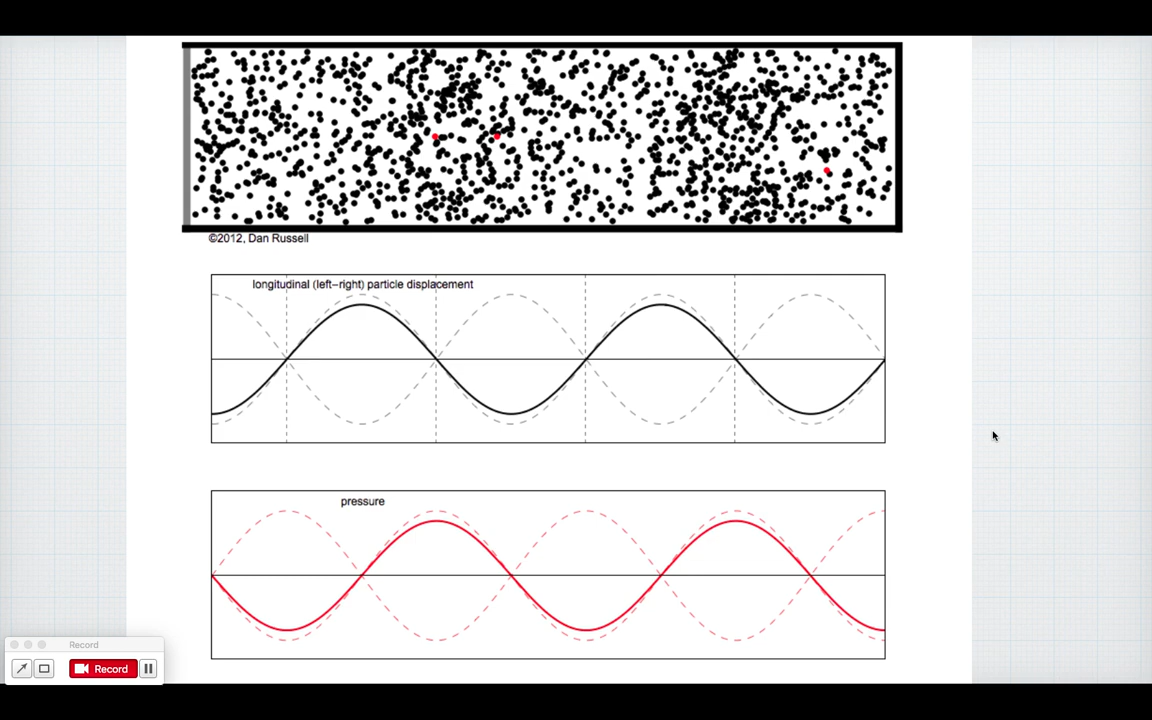 ©2012, Dan Russell
longitudinal (left–right) particle displacement
pressure
Record
Record